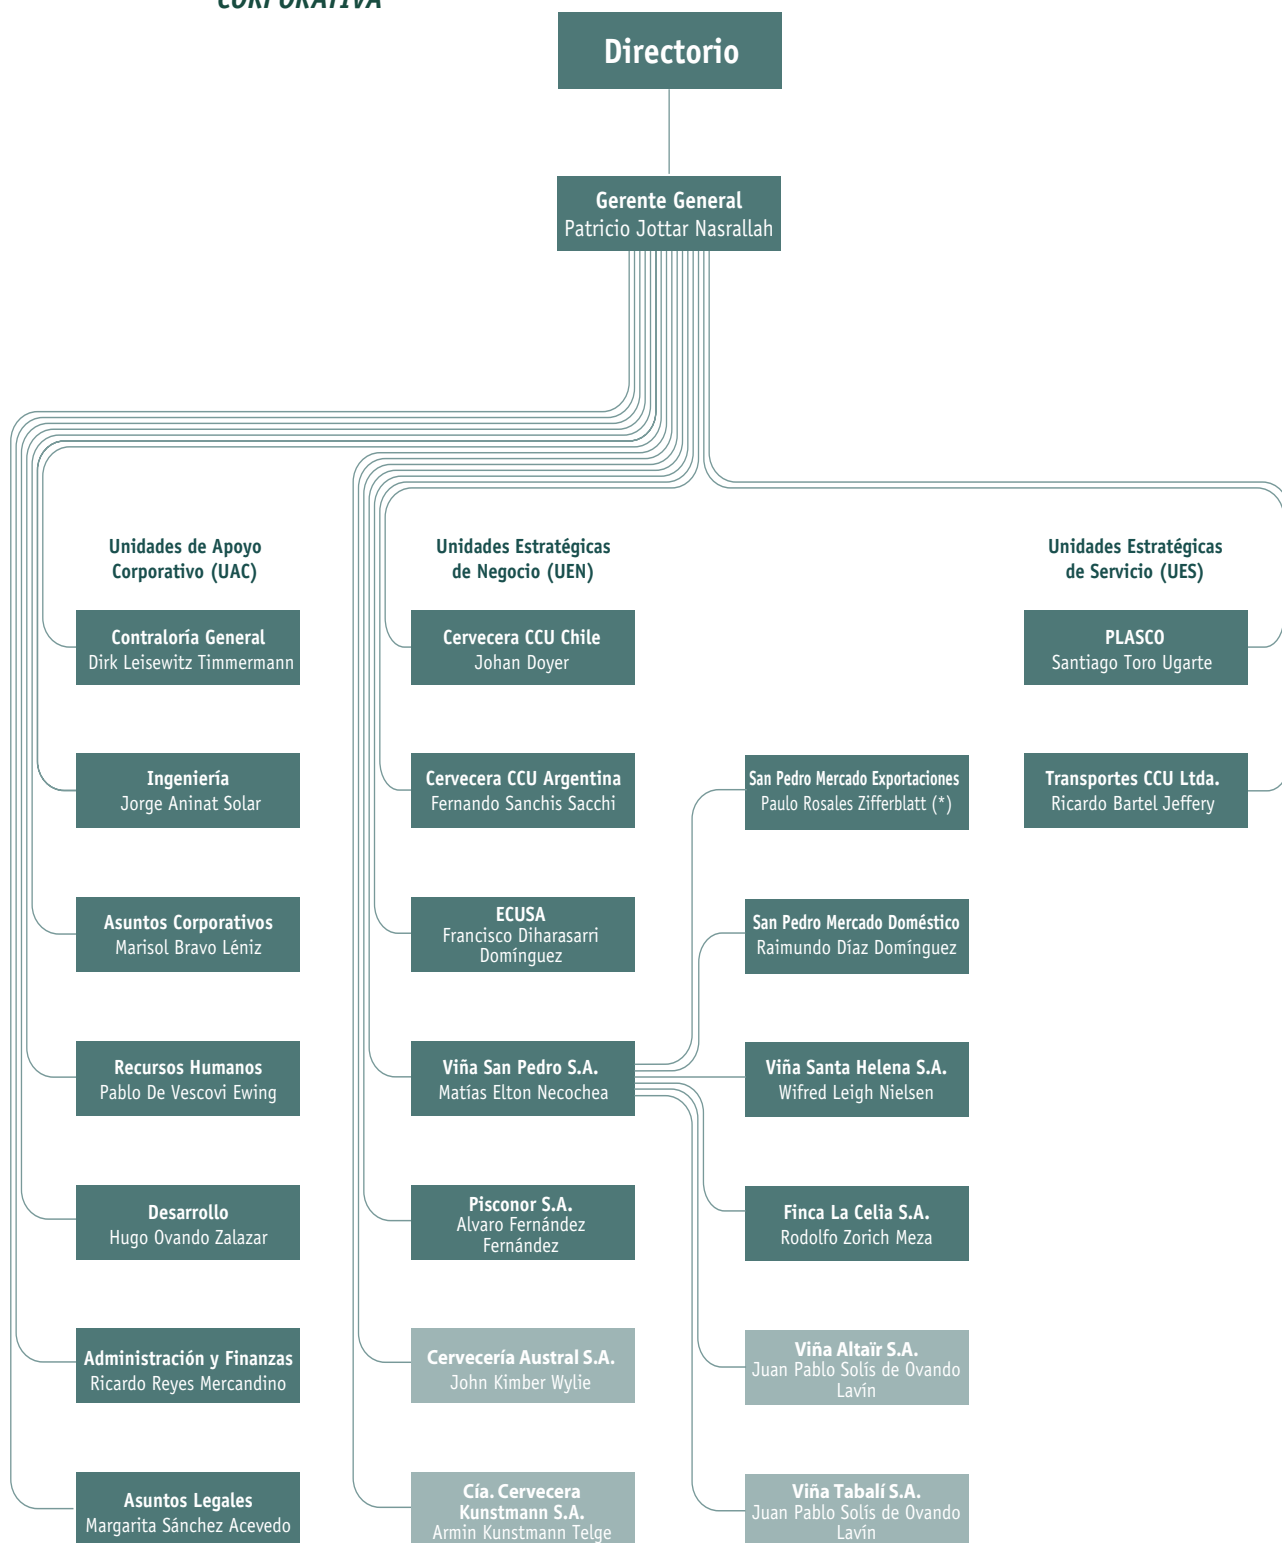 CORPORATIVA
Directorio
Gerente General
Patricio Jottar Nasrallah
Unidades de Apoyo
Corporativo (UAC)
Contraloría General
Dirk Leisewitz Timmermann
Ingeniería
Jorge Aninat Solar
Asuntos Corporativos
Marisol Bravo Léniz
Recursos Humanos
Pablo De Vescovi Ewing
Desarrollo
Hugo Ovando Zalazar
Administración y Finanzas
Ricardo Reyes Mercandino
Asuntos Legales
Margarita Sánchez Acevedo
Unidades Estratégicas
de Negocio (UEN)
Cervecera CCU Chile
Johan Doyer
Cervecera CCU Argentina
Fernando Sanchis Sacchi
ECUSA
Francisco Diharasarri
Domínguez
Viña San Pedro S.A.
Matías Elton Necochea
Pisconor S.A.
Alvaro Fernández
Fernández
Cervecería Austral S.A.
John Kimber Wylie
Cía. Cervecera
Kunstmann S.A.
Armin Kunstmann Telge
San Pedro Mercado Exportaciones
Paulo Rosales Zifferblatt (*)
San Pedro Mercado Doméstico
Raimundo Díaz Domínguez
Viña Santa Helena S.A.
Wifred Leigh Nielsen
Finca La Celia S.A.
Rodolfo Zorich Meza
Viña Altaïr S.A.
Juan Pablo Solís de Ovando
Lavín
Viña Tabalí S.A.
Juan Pablo Solís de Ovando
Lavín
Unidades Estratégicas
de Servicio (UES)
PLASCO
Santiago Toro Ugarte
Transportes CCU Ltda.
Ricardo Bartel Jeffery